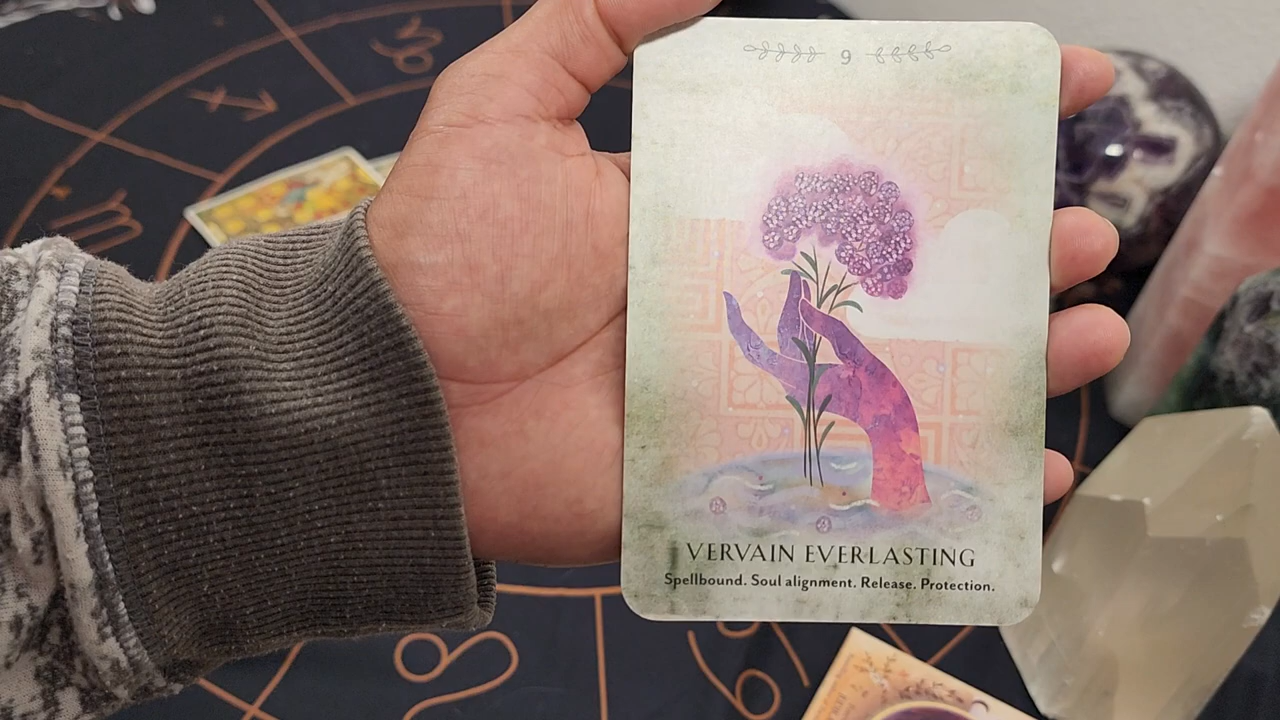 9
VERVAIN EVERLASTING
Spellbound. Soul alignment. Release. Protection.